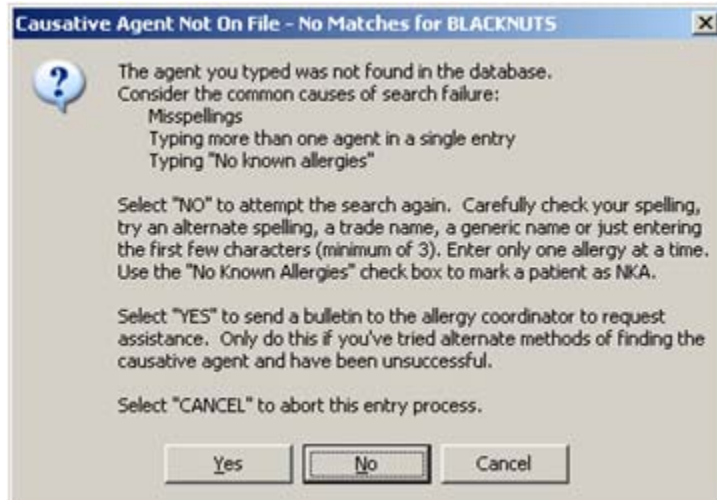 Causative Agent Not On File - No Matches for BLACKNUTS
The agent you typed was not found in the database.
Consider the common causes of search failure:
Misspellings
Typing more than one agent in a single entry
Typing "No known allergies"
Select "NO" to attempt the search again. Carefully check your spelling,
try an alternate spelling, a trade name, a generic name or just entering
the first few characters (minimum of 3). Enter only one allergy at a time.
Use the "No Known Allergies" check box to mark a patient as NKA.
Select "YES" to send a bulletin to the allergy coordinator to request
assistance. Only do this if you've tried alternate methods of finding the
causative agent and have been unsuccessful.
Select "CANCEL" to abort this entry process.
Yes No Cancel